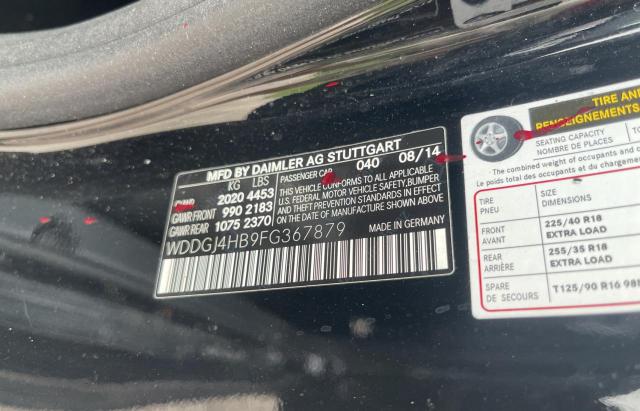 MFD BY DAIMLER AG STUTTGART
KG LBS PASSENGER CAR 040 08/14
2020 4453
GAWR FRONT 990 2183
GAWR REAR 1075 2370
THIS VEHICLE CONFORMS TO ALL APPLICABLE
U.S. FEDERAL MOTOR VEHICLE SAFETY, BUMPER,
AND THEFT PREVENTION STANDARDS IN EFFECT
ON THE DATE OF MANUFACTURE SHOWN ABOVE.
WDDGJ4HB9FG367879 MADE IN GERMANY
TIRE AND
RENSEIGNEMENTS
SEATING CAPACITY
NOMBRE DE PLACES
The combined weight of occupants and
Le poids total des occupants et du chargement
TIRE
PNEU
SIZE
DIMENSIONS
FRONT
AVANT
225/40 R18
EXTRA LOAD
REAR
ARRIERE
255/35 R18
EXTRA LOAD
SPARE
DE SECOURS
T125/90 R16 98